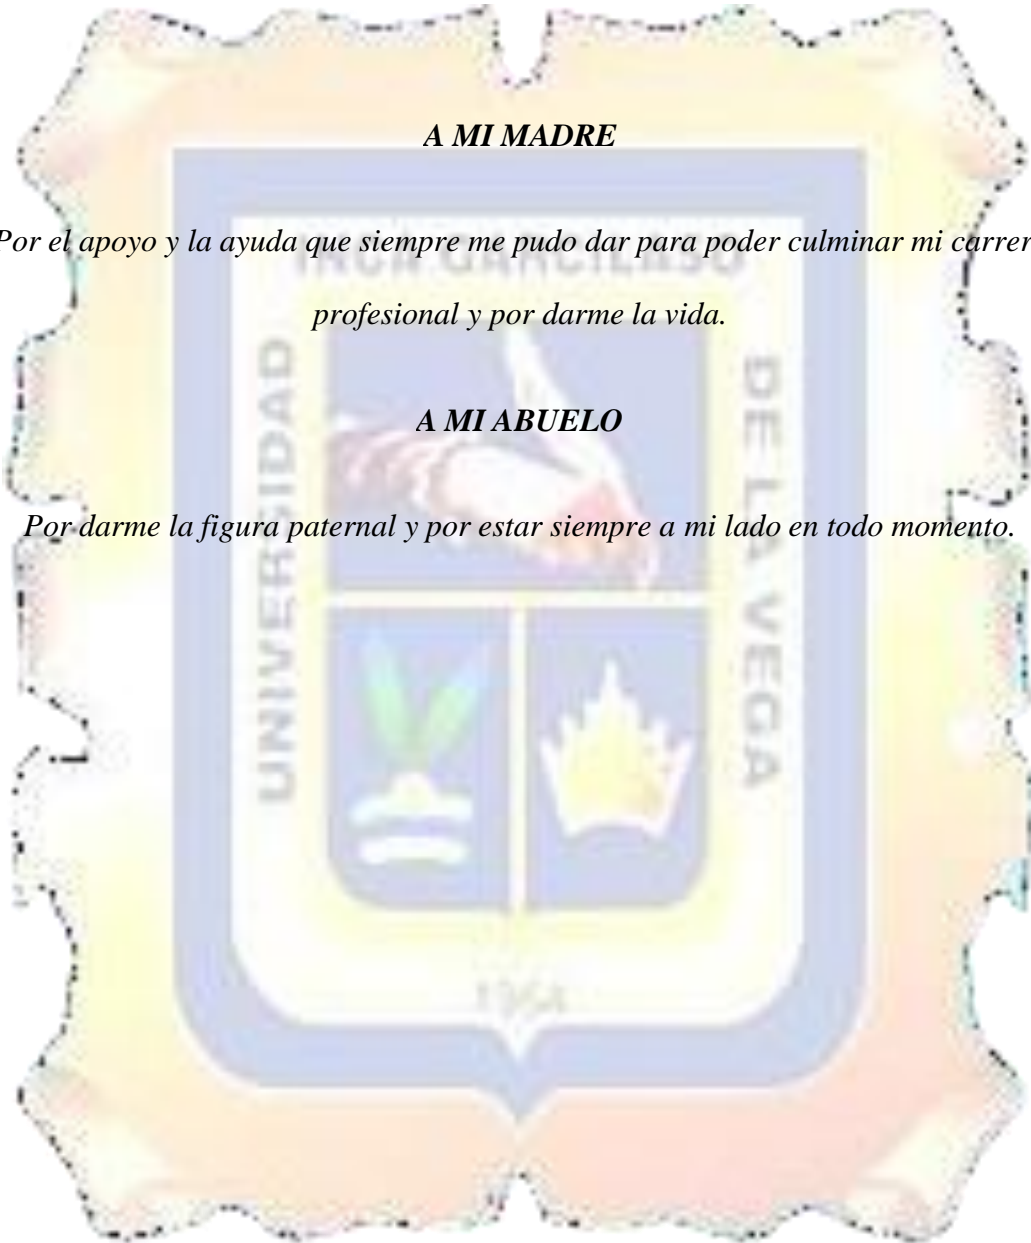 A MI MADRE
Por el apoyo y la ayuda que siempre me pudo dar para poder culminar mi carrer
profesional y por darme la vida.
A MI ABUELO
Por darme la figura paternal y por estar siempre a mi lado en todo momento.
UNIVERSIDAD
INCA GARCILASO
DE LA VEGA
1964